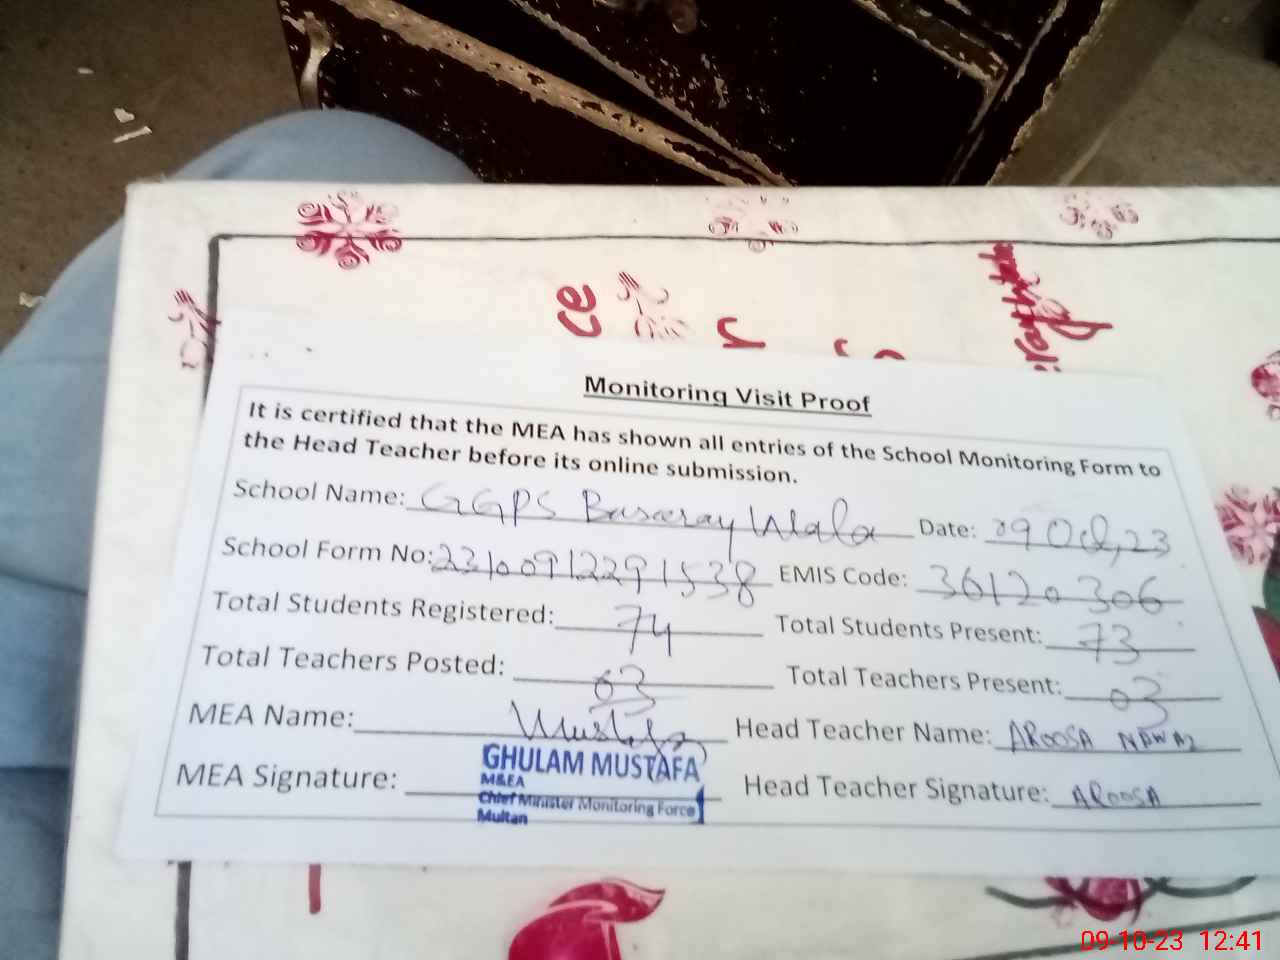 Monitoring Visit Proof
It is certified that the MEA has shown all entries of the School Monitoring Form to
the Head Teacher before its online submission.
School Name: GGPS Buseray Wala Date: 09 Oct, 23
School Form No: 23100912291538 EMIS Code: 36120306
Total Students Registered: 74 Total Students Present: 73
Total Teachers Posted: 03 Total Teachers Present: 03
MEA Name: Mustafa Head Teacher Name: AROOSA NAWAZ
MEA Signature: Head Teacher Signature: AROOSA
GHULAM MUSTAFA
M&EA
Chief Minister Monitoring Force
Multan
09-10-23 12:41